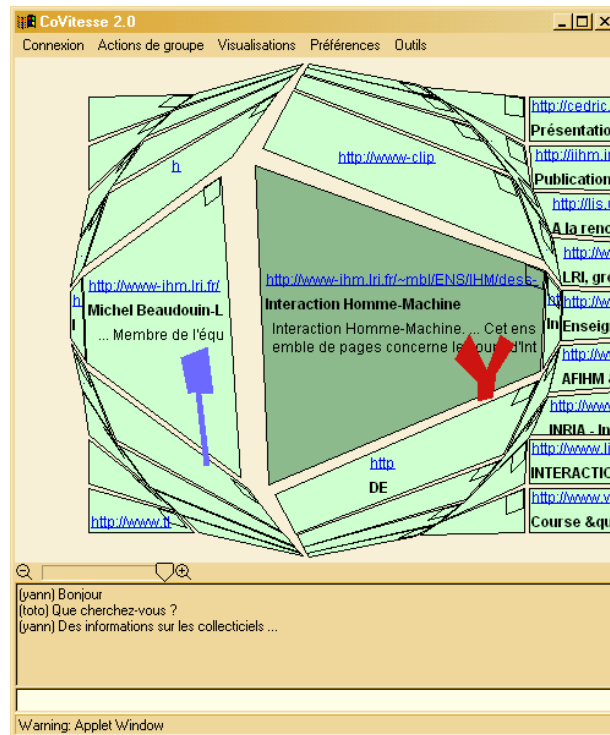 CoVitesse 2.0
Connexion Actions de groupe Visualisations Préférences Outils
http://cedric.
Présentatio
http://www-clip
http://iihm.i
h
Publication
http://lis.
A la renc
http://w
http://www-ihm.lri.fr/~mbl/ENS/IHM/dess-
LRI, gr
http://www-ihm.lri.fr/
h
Michel Beaudouin-L
Interaction Homme-Machine
http://w
... Membre de l'équ
Interaction Homme-Machine. ... Cet ens
In
Enseig
emble de pages concerne le
d'Int
http://w
AFIHM
http://ww
INRIA - In
http://www.li
http
INTERACTIO
DE
http://www.v
http://www.tl
Course &qu
(yann) Bonjour
(toto) Que cherchez-vous ?
(yann) Des informations sur les collecticiels ...
Warning: Applet Window